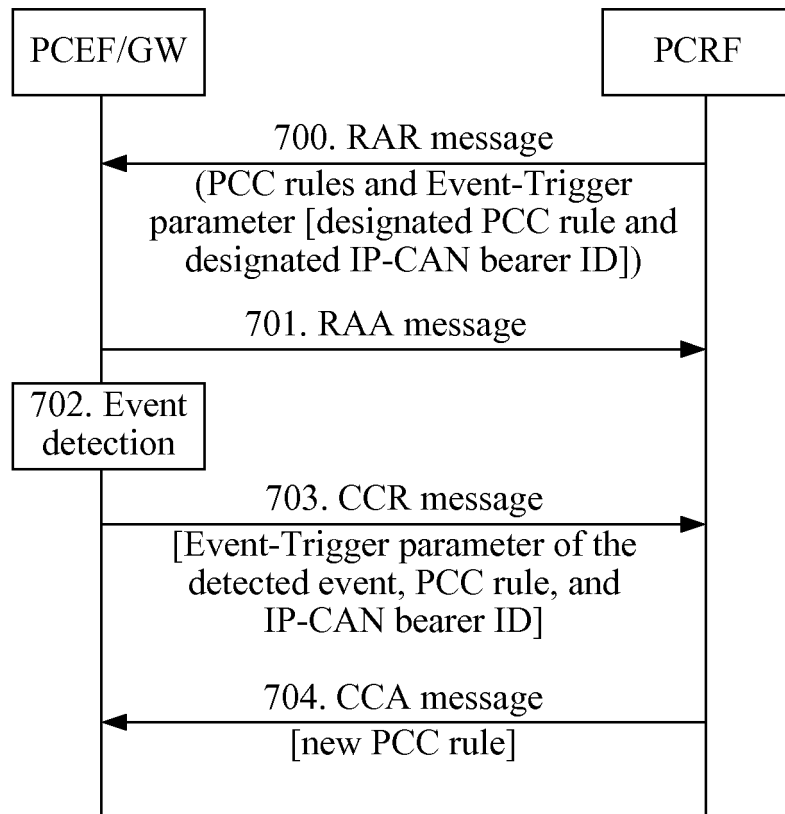 PCEF/GW
PCRF
700. RAR message
(PCC rules and Event-Trigger
parameter [designated PCC rule and
designated IP-CAN bearer ID])
701. RAA message
702. Event
detection
703. CCR message
[Event-Trigger parameter of the
detected event, PCC rule, and
IP-CAN bearer ID]
704. CCA message
[new PCC rule]